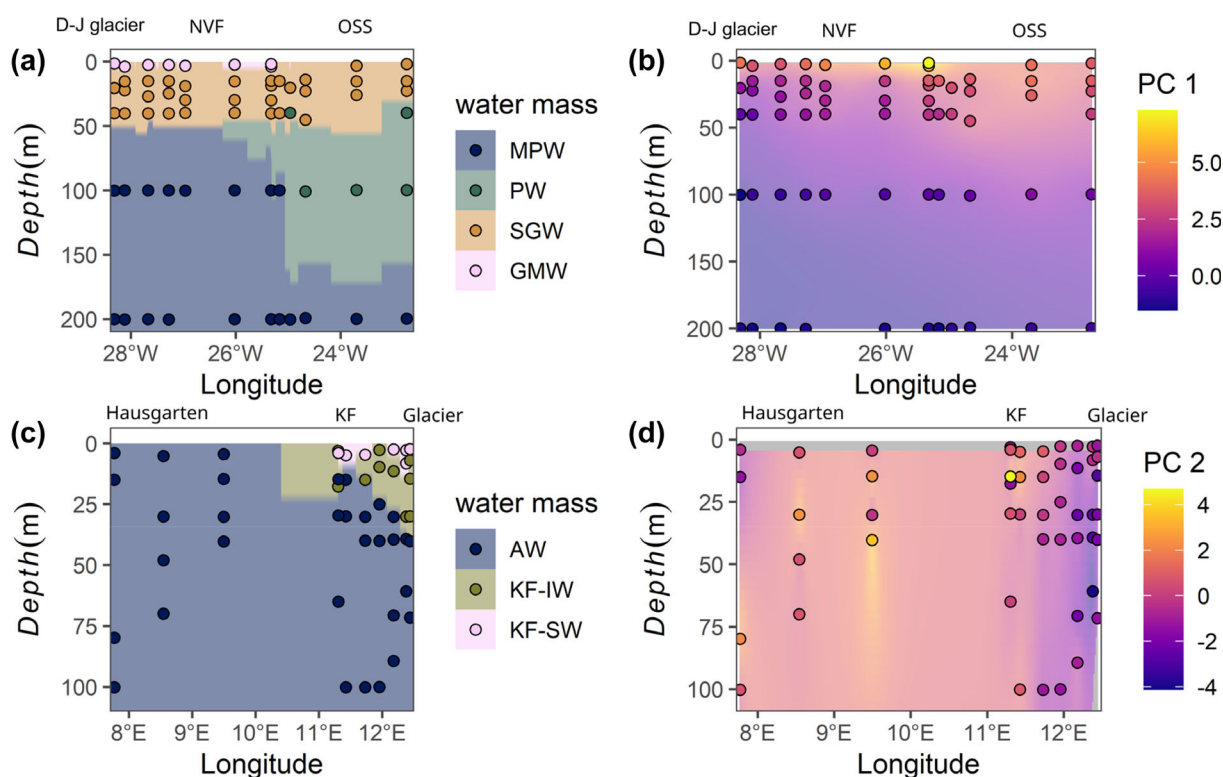 D-J glacier NVF OSS
(a)
0
50
100
150
200
Depth(m)
28°W 26°W 24°W
Longitude
water mass
MPW
PW
SGW
GMW
D-J glacier NVF OSS
(b)
0
50
100
150
200
Depth(m)
28°W 26°W 24°W
Longitude
PC 1
5.0
2.5
0.0
Hausgarten KF Glacier
(c)
0
25
50
75
100
Depth(m)
8°E 9°E 10°E 11°E 12°E
Longitude
water mass
AW
KF-IW
KF-SW
Hausgarten KF Glacier
(d)
0
25
50
75
100
Depth(m)
8°E 9°E 10°E 11°E 12°E
Longitude
PC 2
4
2
0
-2
-4